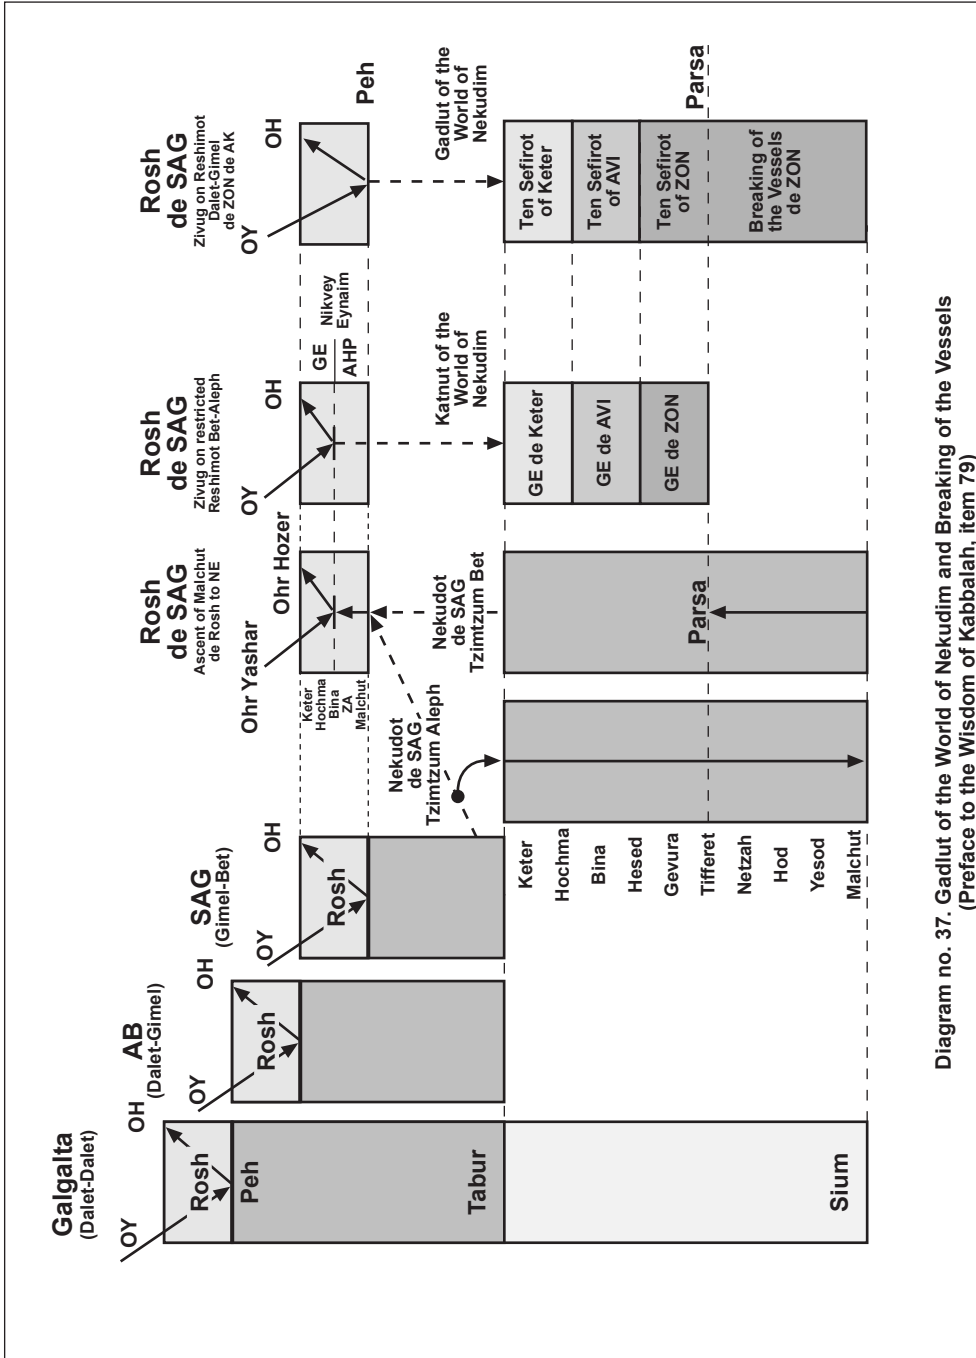 Galgalta
(Dalet-Dalet)
OY
OH
Rosh
Peh
Tabur
Sium
AB
(Dalet-Gimel)
OY
OH
Rosh
SAG
(Gimel-Bet)
OY
OH
Rosh
Nekudot
de SAG
Tzimtzum Aleph
Keter
Hochma
Bina
Hesed
Gevura
Tifferet
Netzah
Hod
Yesod
Malchut
Rosh
de SAG
Ascent of Malchut
de Rosh to NE
Ohr Yashar
Ohr Hozer
Keter
Hochma
Bina
ZA
Malchut
Nekudot
de SAG
Tzimtzum Bet
Parsa
Rosh
de SAG
Zivug on restricted
Reshimot Bet-Aleph
OY
OH
GE
AHP
Nikvey
Eynaim
Katnut of the
World of
Nekudim
GE de Keter
GE de AVI
GE de ZON
Rosh
de SAG
Zivug on Reshimot
Dalet-Gimel
de ZON de AK
OY
OH
Peh
Gadlut of the
World of
Nekudim
Ten Sefirot
of Keter
Ten Sefirot
of AVI
Ten Sefirot
of ZON
Parsa
Breaking of
the Vessels
de ZON
Diagram no. 37. Gadlut of the World of Nekudim and Breaking of the Vessels
(Preface to the Wisdom of Kabbalah, item 79)